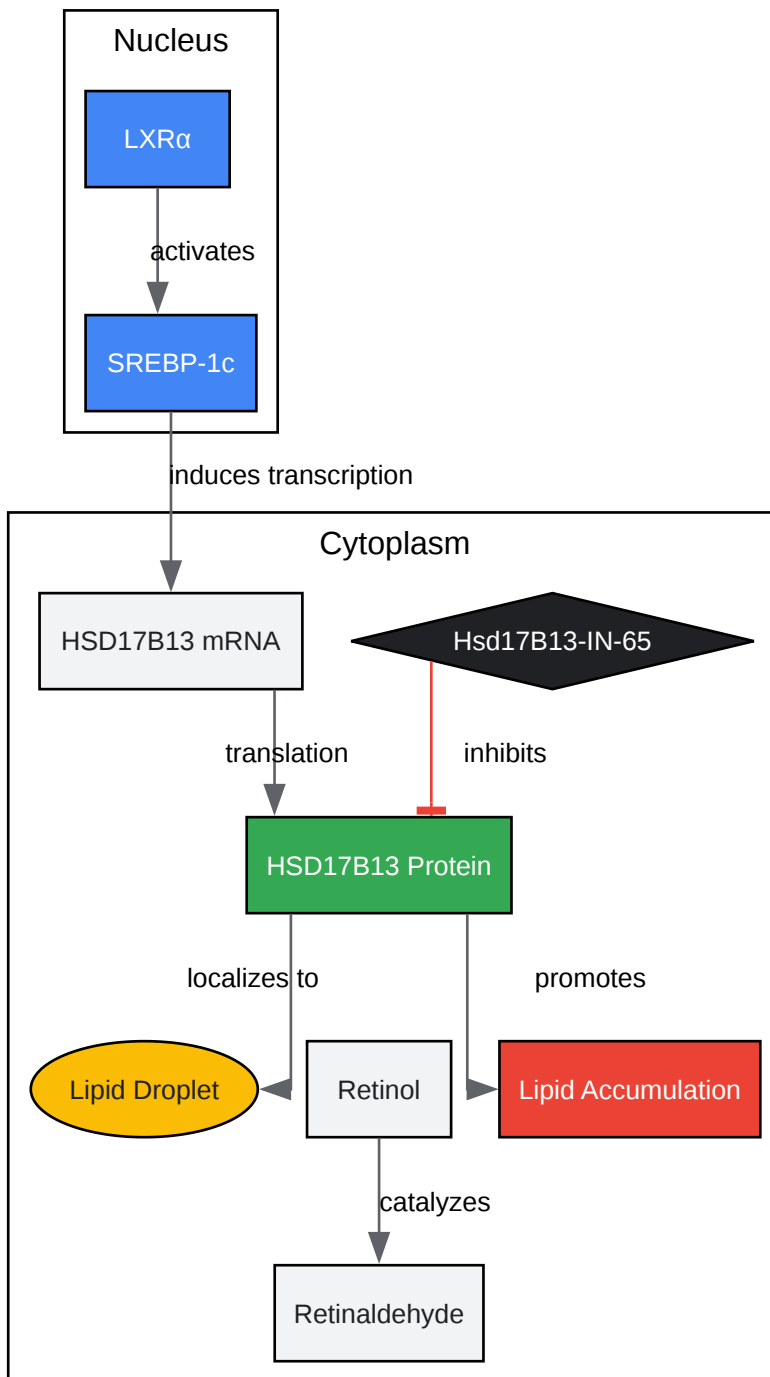 Nucleus
LXRα
activates
SREBP-1c
induces transcription
Cytoplasm
HSD17B13 mRNA
Hsd17B13-IN-65
translation
inhibits
HSD17B13 Protein
localizes to
promotes
Lipid Droplet
Retinol
Lipid Accumulation
catalyzes
Retinaldehyde